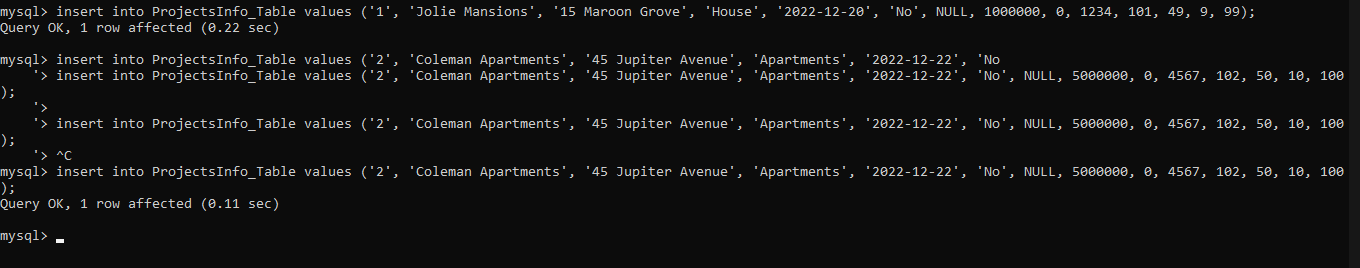 mysql> insert into ProjectsInfo_Table values ('1', 'Jolie Mansions', '15 Maroon Grove', 'House', '2022-12-20', 'No', NULL, 1000000, 0, 1234, 101, 49, 9, 99);
Query OK, 1 row affected (0.22 sec)
mysql> insert into ProjectsInfo_Table values ('2', 'Coleman Apartments', '45 Jupiter Avenue', 'Apartments', '2022-12-22', 'No
'> insert into ProjectsInfo_Table values ('2', 'Coleman Apartments', '45 Jupiter Avenue', 'Apartments', '2022-12-22', 'No', NULL, 5000000, 0, 4567, 102, 50, 10, 100
);
'>
'> insert into ProjectsInfo_Table values ('2', 'Coleman Apartments', '45 Jupiter Avenue', 'Apartments', '2022-12-22', 'No', NULL, 5000000, 0, 4567, 102, 50, 10, 100
);
'> ^C
mysql> insert into ProjectsInfo_Table values ('2', 'Coleman Apartments', '45 Jupiter Avenue', 'Apartments', '2022-12-22', 'No', NULL, 5000000, 0, 4567, 102, 50, 10, 100
);
Query OK, 1 row affected (0.11 sec)
mysql>